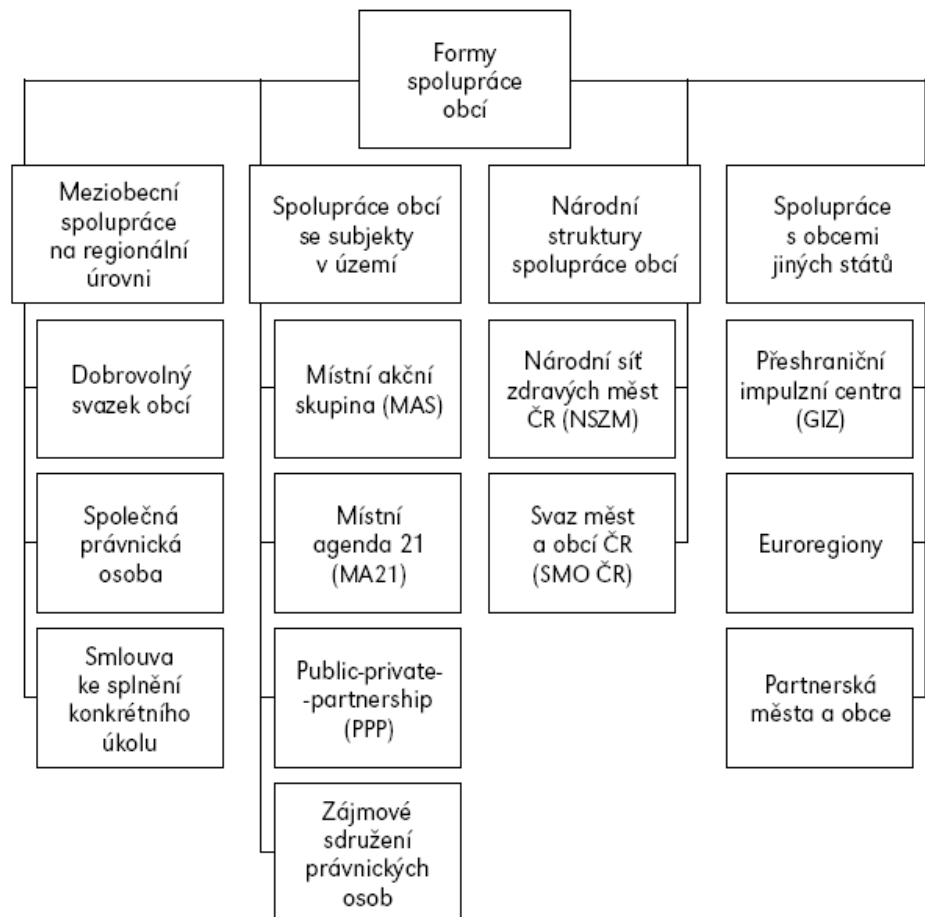 Formy
spolupráce
obcí
Meziobecní
spolupráce
na regionální
úrovni
Dobrovolný
svazek obcí
Společná
právnická
osoba
Smlouva
ke splnění
konkrétního
úkolu
Spolupráce obcí
se subjekty
v území
Místní akční
skupina (MAS)
Místní
agenda 21
(MA21)
Public-private-
-partnership
(PPP)
Zájmové
sdružení
právnických
osob
Národní
struktury
spolupráce obcí
Národní síť
zdravých měst
ČR (NSZM)
Svaz měst
a obcí ČR
(SMO ČR)
Spolupráce
s obcemi
jiných států
Přeshraniční
impulzní centra
(GIZ)
Euroregiony
Partnerská
města a obce